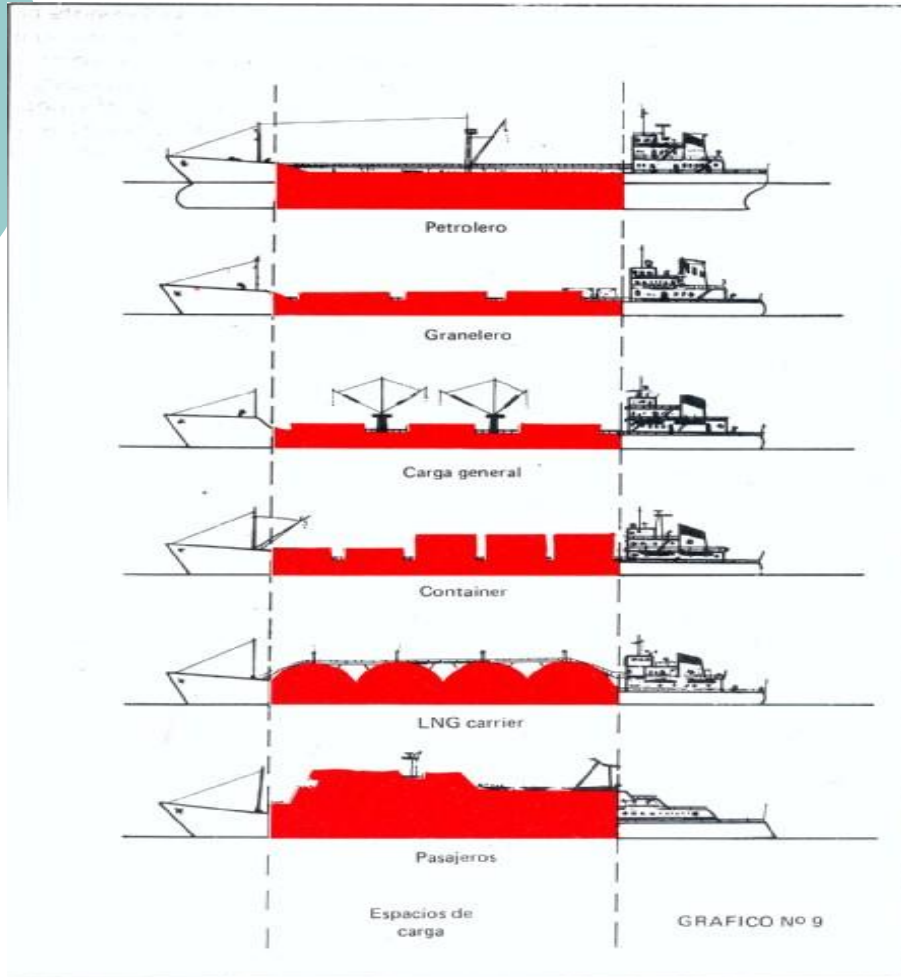 Petrolero
Granelero
Carga general
Container
LNG carrier
Pasajeros
Espacios de
carga
GRAFICO Nº 9